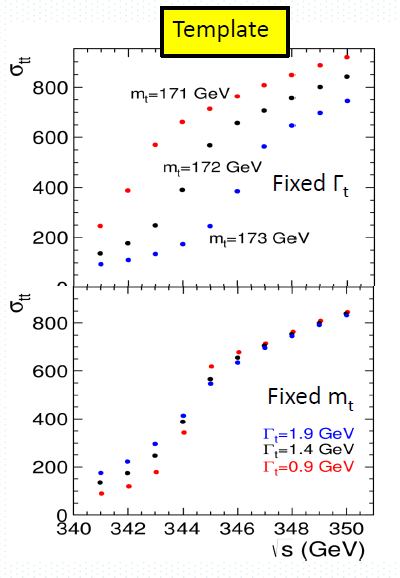 Template
σtt
800
600
400
200
0
mt=171 GeV
mt=172 GeV
mt=173 GeV
Fixed Γt
σtt
800
600
400
200
0
Fixed mt
Γt=1.9 GeV
Γt=1.4 GeV
Γt=0.9 GeV
340 342 344 346 348 350
√s (GeV)